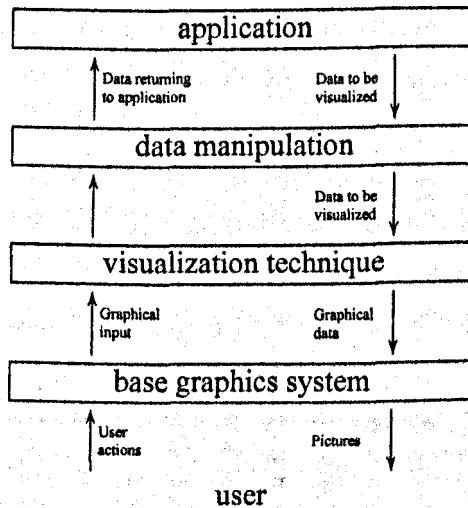 application
Data returning
to application
Data to be
visualized
data manipulation
Data to be
visualized
visualization technique
Graphical
input
Graphical
data
base graphics system
User
actions
Pictures
user